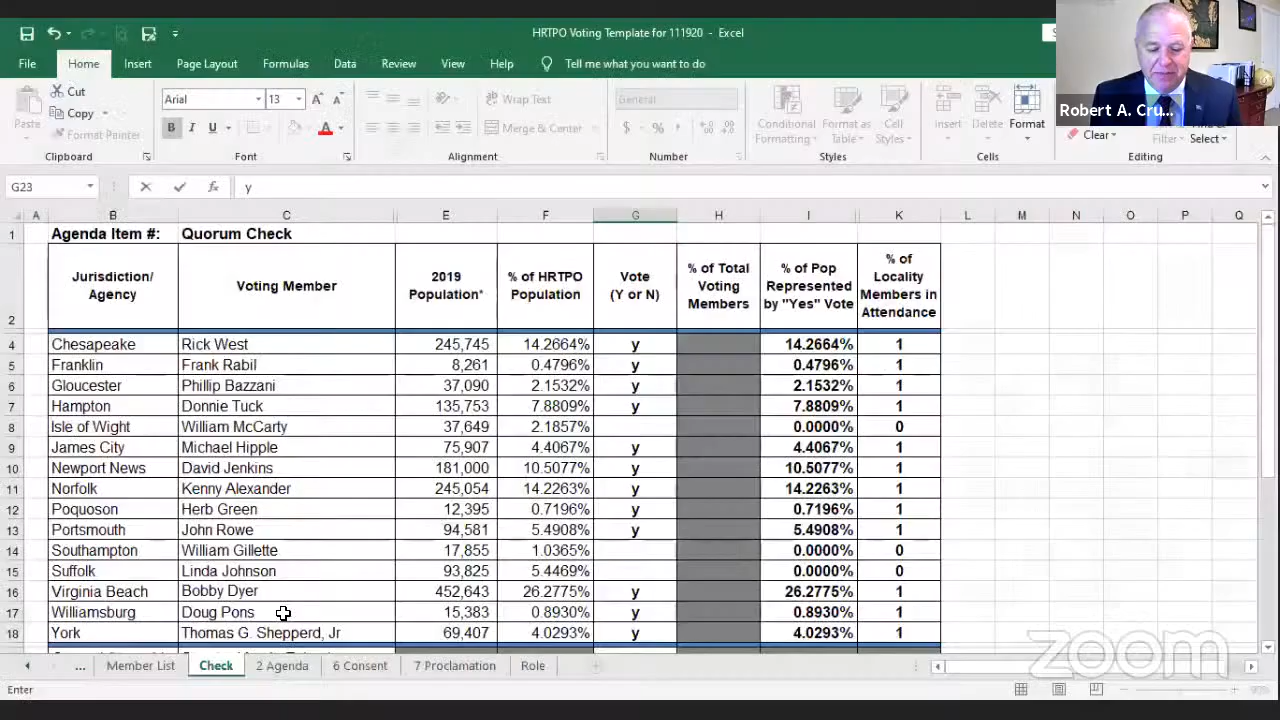 HRTPO Voting Template for 111920 - Excel
File Home Insert Page Layout Formulas Data Review View Help Tell me what you want to do
Robert A. Cru...
Cut
Copy
Format Painter
Paste
Arial 13
B I U
Wrap Text
Merge & Center
General
$ %
Conditional Formatting
Format as Table
Cell Styles
Insert Delete Format
Clear
Filter Select
Clipboard Font Alignment Number Styles Cells Editing
G23 fx y
A B C E F G H I K L M N O P Q
1 Agenda Item #: Quorum Check
2 Jurisdiction/ Agency Voting Member 2019 Population* % of HRTPO Population Vote (Y or N) % of Total Voting Members % of Pop Represented by "Yes" Vote % of Locality Members in Attendance
4 Chesapeake Rick West 245,745 14.2664% y 14.2664% 1
5 Franklin Frank Rabil 8,261 0.4796% y 0.4796% 1
6 Gloucester Phillip Bazzani 37,090 2.1532% y 2.1532% 1
7 Hampton Donnie Tuck 135,753 7.8809% y 7.8809% 1
8 Isle of Wight William McCarty 37,649 2.1857% 0.0000% 0
9 James City Michael Hipple 75,907 4.4067% y 4.4067% 1
10 Newport News David Jenkins 181,000 10.5077% y 10.5077% 1
11 Norfolk Kenny Alexander 245,054 14.2263% y 14.2263% 1
12 Poquoson Herb Green 12,395 0.7196% y 0.7196% 1
13 Portsmouth John Rowe 94,581 5.4908% y 5.4908% 1
14 Southampton William Gillette 17,855 1.0365% 0.0000% 0
15 Suffolk Linda Johnson 93,825 5.4469% 0.0000% 0
16 Virginia Beach Bobby Dyer 452,643 26.2775% y 26.2775% 1
17 Williamsburg Doug Pons 15,383 0.8930% y 0.8930% 1
18 York Thomas G. Shepperd, Jr 69,407 4.0293% y 4.0293% 1
... Member List Check 2 Agenda 6 Consent 7 Proclamation Role
zoom
Enter